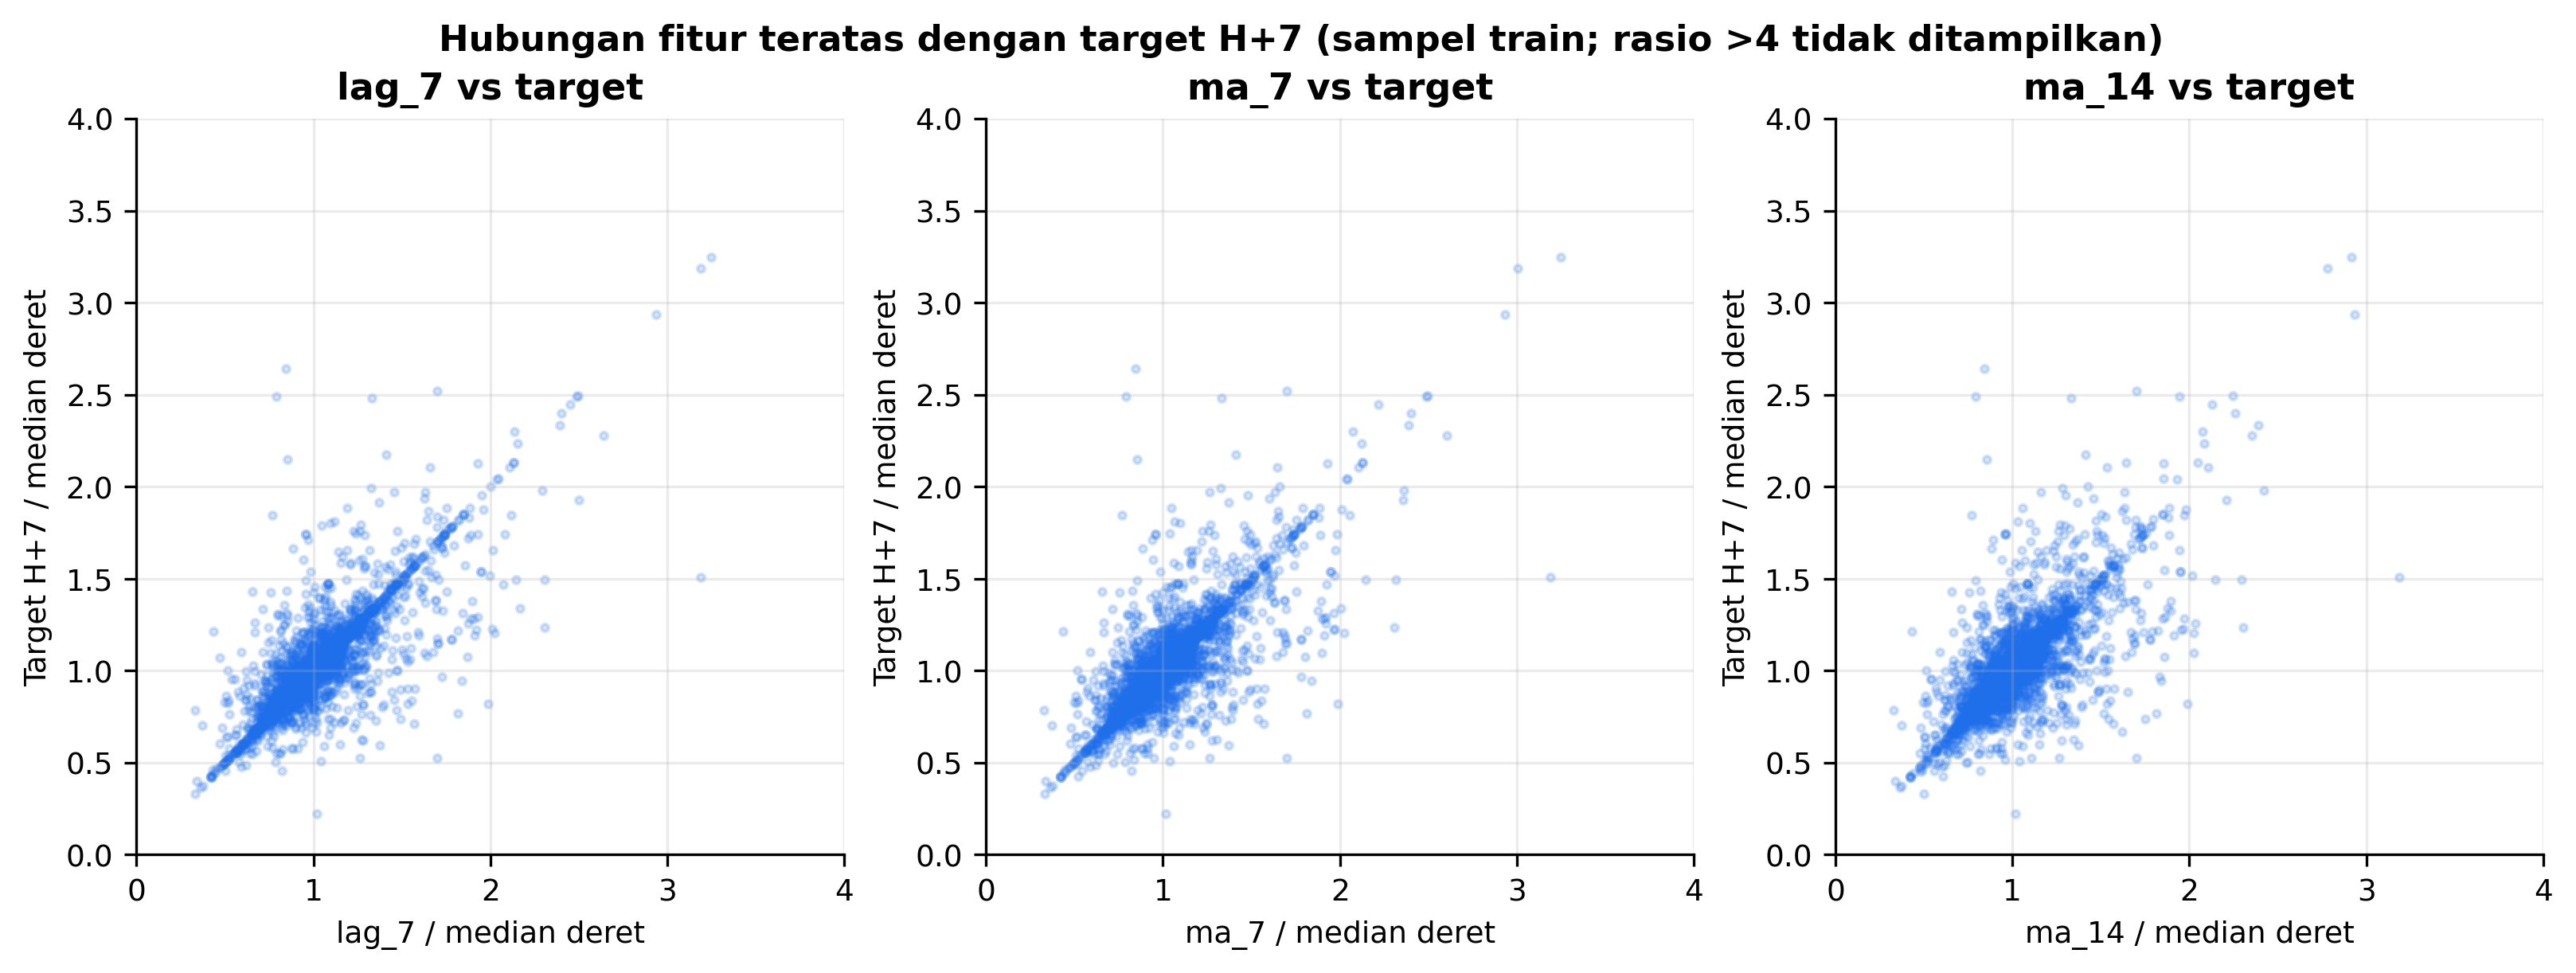 Hubungan fitur teratas dengan target H+7 (sampel train; rasio >4 tidak ditampilkan)
lag_7 vs target
4.0
3.5
3.0
2.5
2.0
1.5
1.0
0.5
0.0
0 1 2 3 4
Target H+7 / median deret
lag_7 / median deret
ma_7 vs target
4.0
3.5
3.0
2.5
2.0
1.5
1.0
0.5
0.0
0 1 2 3 4
Target H+7 / median deret
ma_7 / median deret
ma_14 vs target
4.0
3.5
3.0
2.5
2.0
1.5
1.0
0.5
0.0
0 1 2 3 4
Target H+7 / median deret
ma_14 / median deret